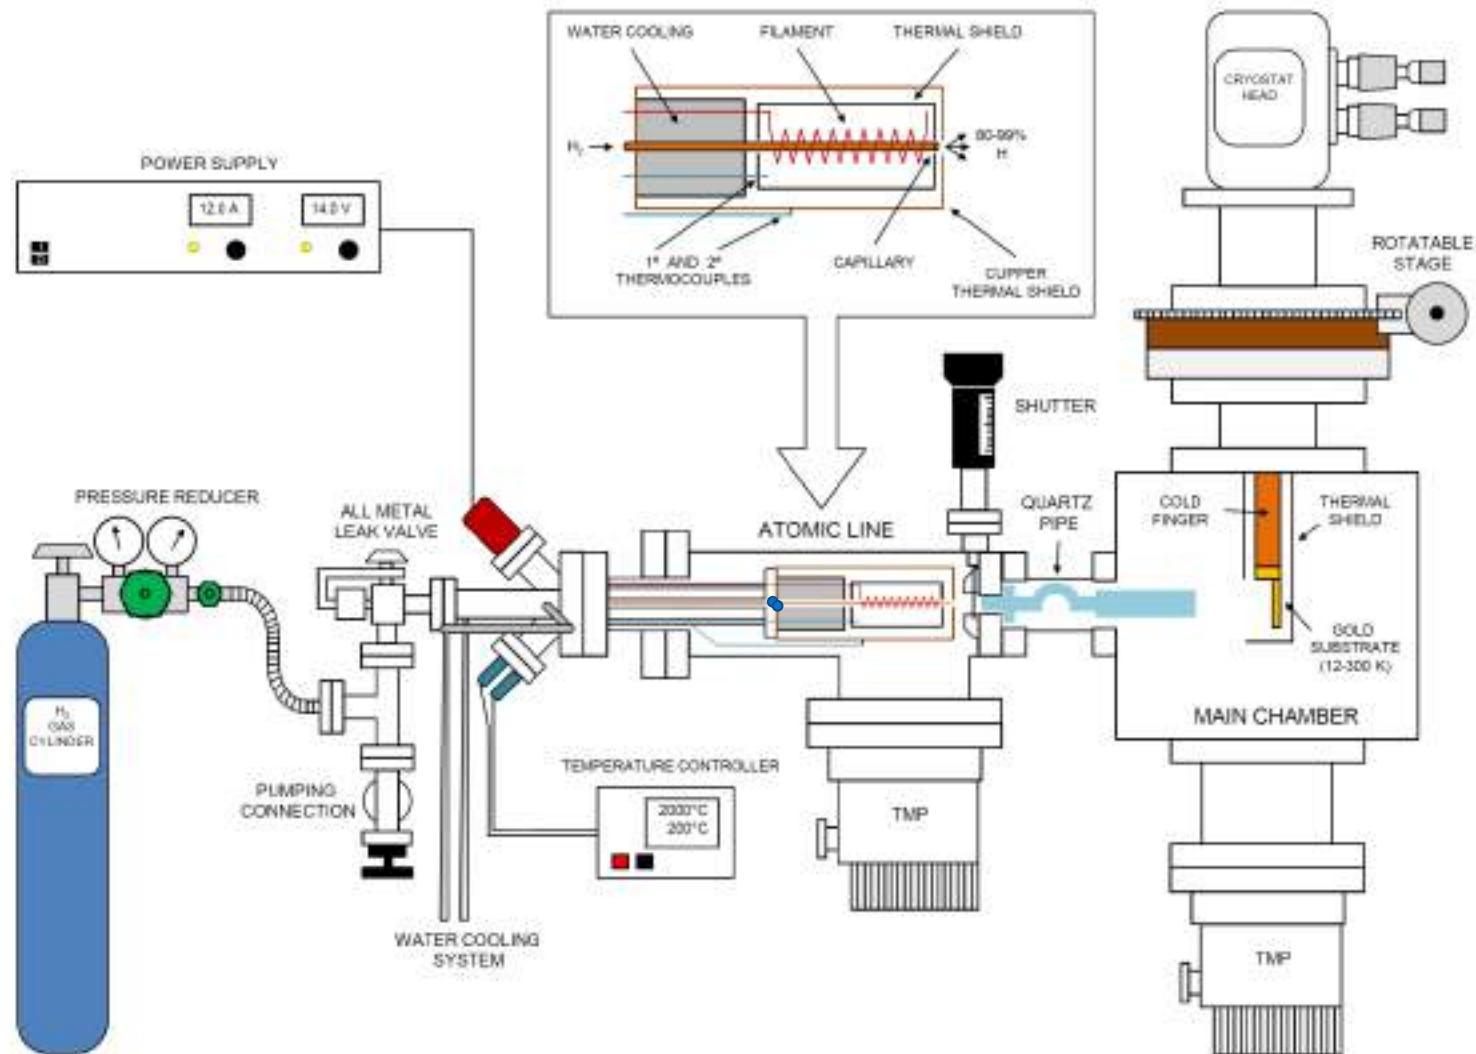 WATER COOLING
FILAMENT
THERMAL SHIELD
H₂
80-99%
H
1ª AND 2ª
THERMOCOUPLES
CAPILLARY
CUPPER
THERMAL SHIELD
CRYOSTAT
HEAD
POWER SUPPLY
12.0 A
14.0 V
ROTATABLE
STAGE
SHUTTER
PRESSURE REDUCER
ALL METAL
LEAK VALVE
ATOMIC LINE
QUARTZ
PIPE
COLD
FINGER
THERMAL
SHIELD
GOLD
SUBSTRATE
(12-300 K)
MAIN CHAMBER
H₂
GAS
CYLINDER
PUMPING
CONNECTION
TEMPERATURE CONTROLLER
2000°C
200°C
TMP
WATER COOLING
SYSTEM
TMP